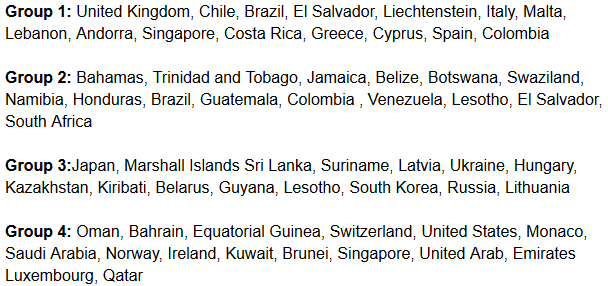 Group 1: United Kingdom, Chile, Brazil, El Salvador, Liechtenstein, Italy, Malta,
Lebanon, Andorra, Singapore, Costa Rica, Greece, Cyprus, Spain, Colombia
Group 2: Bahamas, Trinidad and Tobago, Jamaica, Belize, Botswana, Swaziland,
Namibia, Honduras, Brazil, Guatemala, Colombia , Venezuela, Lesotho, El Salvador,
South Africa
Group 3:Japan, Marshall Islands Sri Lanka, Suriname, Latvia, Ukraine, Hungary,
Kazakhstan, Kiribati, Belarus, Guyana, Lesotho, South Korea, Russia, Lithuania
Group 4: Oman, Bahrain, Equatorial Guinea, Switzerland, United States, Monaco,
Saudi Arabia, Norway, Ireland, Kuwait, Brunei, Singapore, United Arab, Emirates
Luxembourg, Qatar